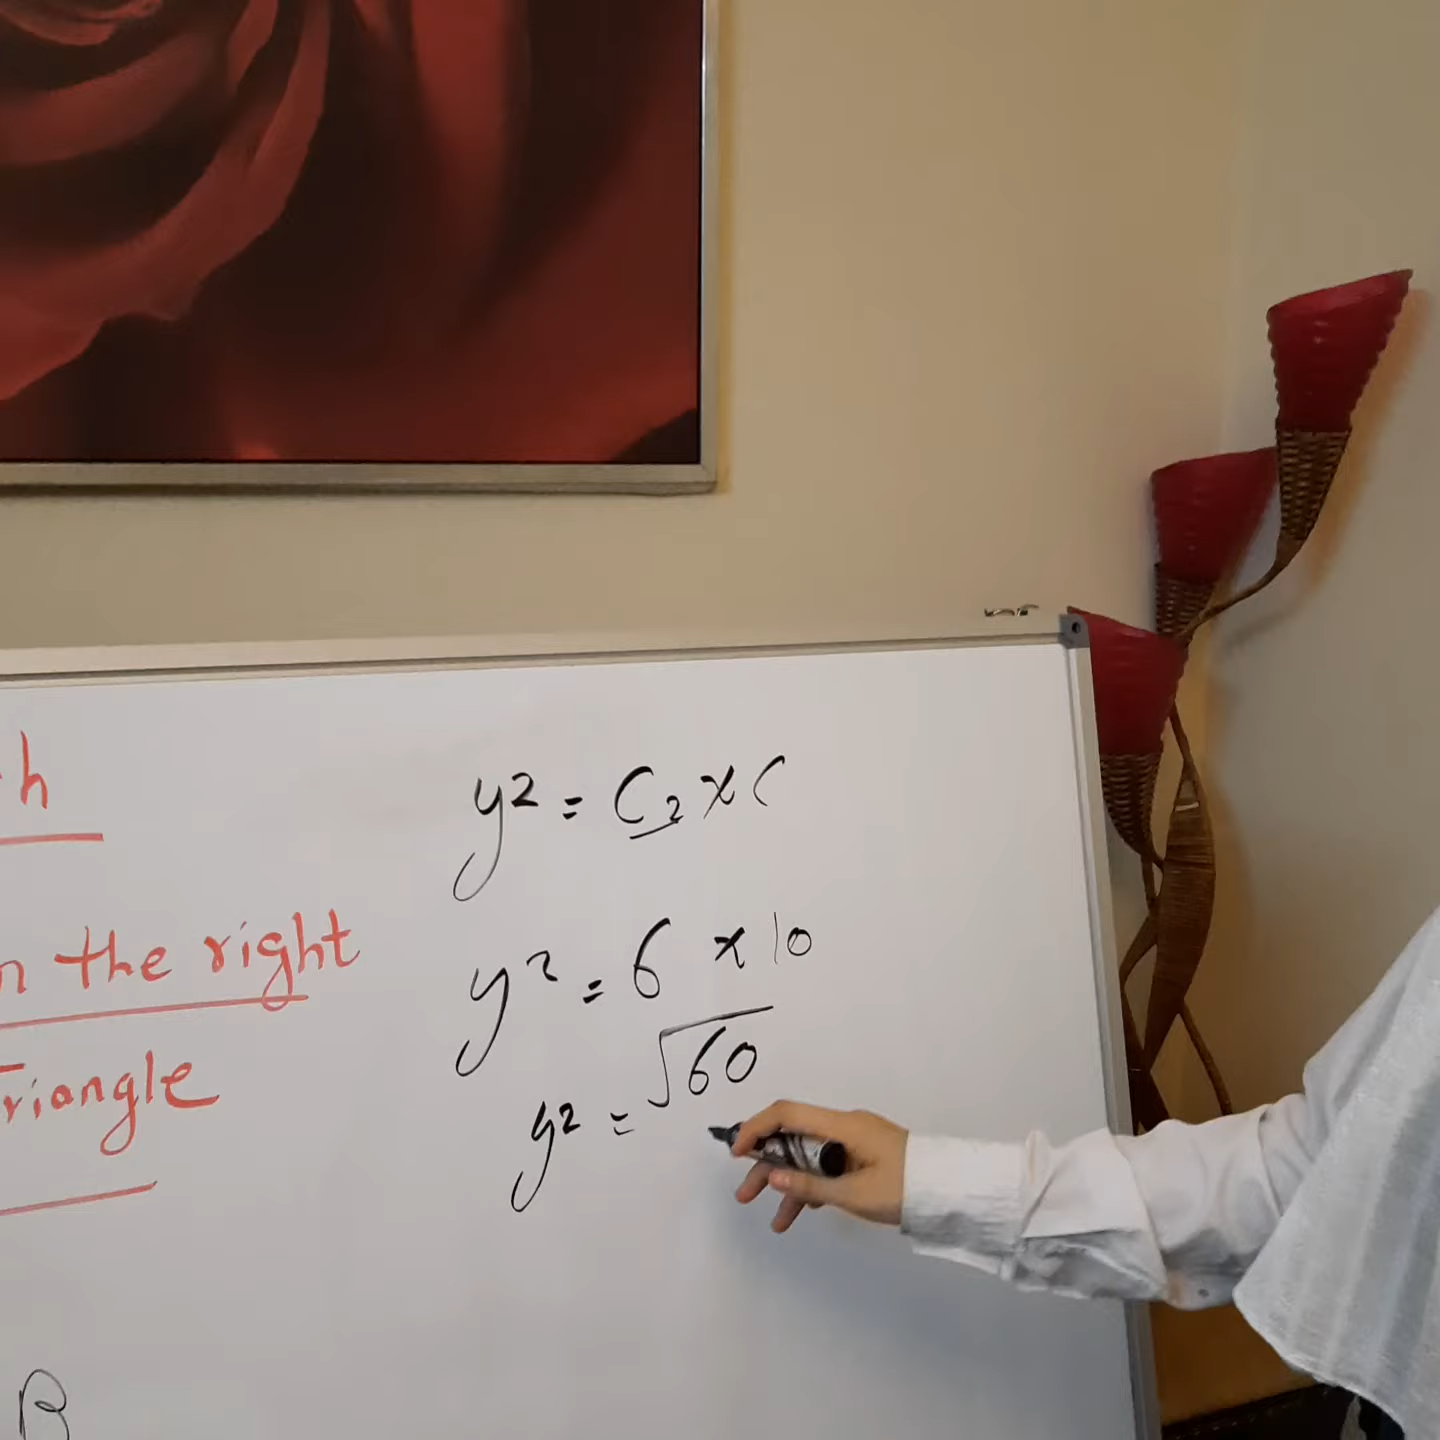 h
y² = C₂ x C
n the right
y² = 6 x 10
riangle
y² = √60
B